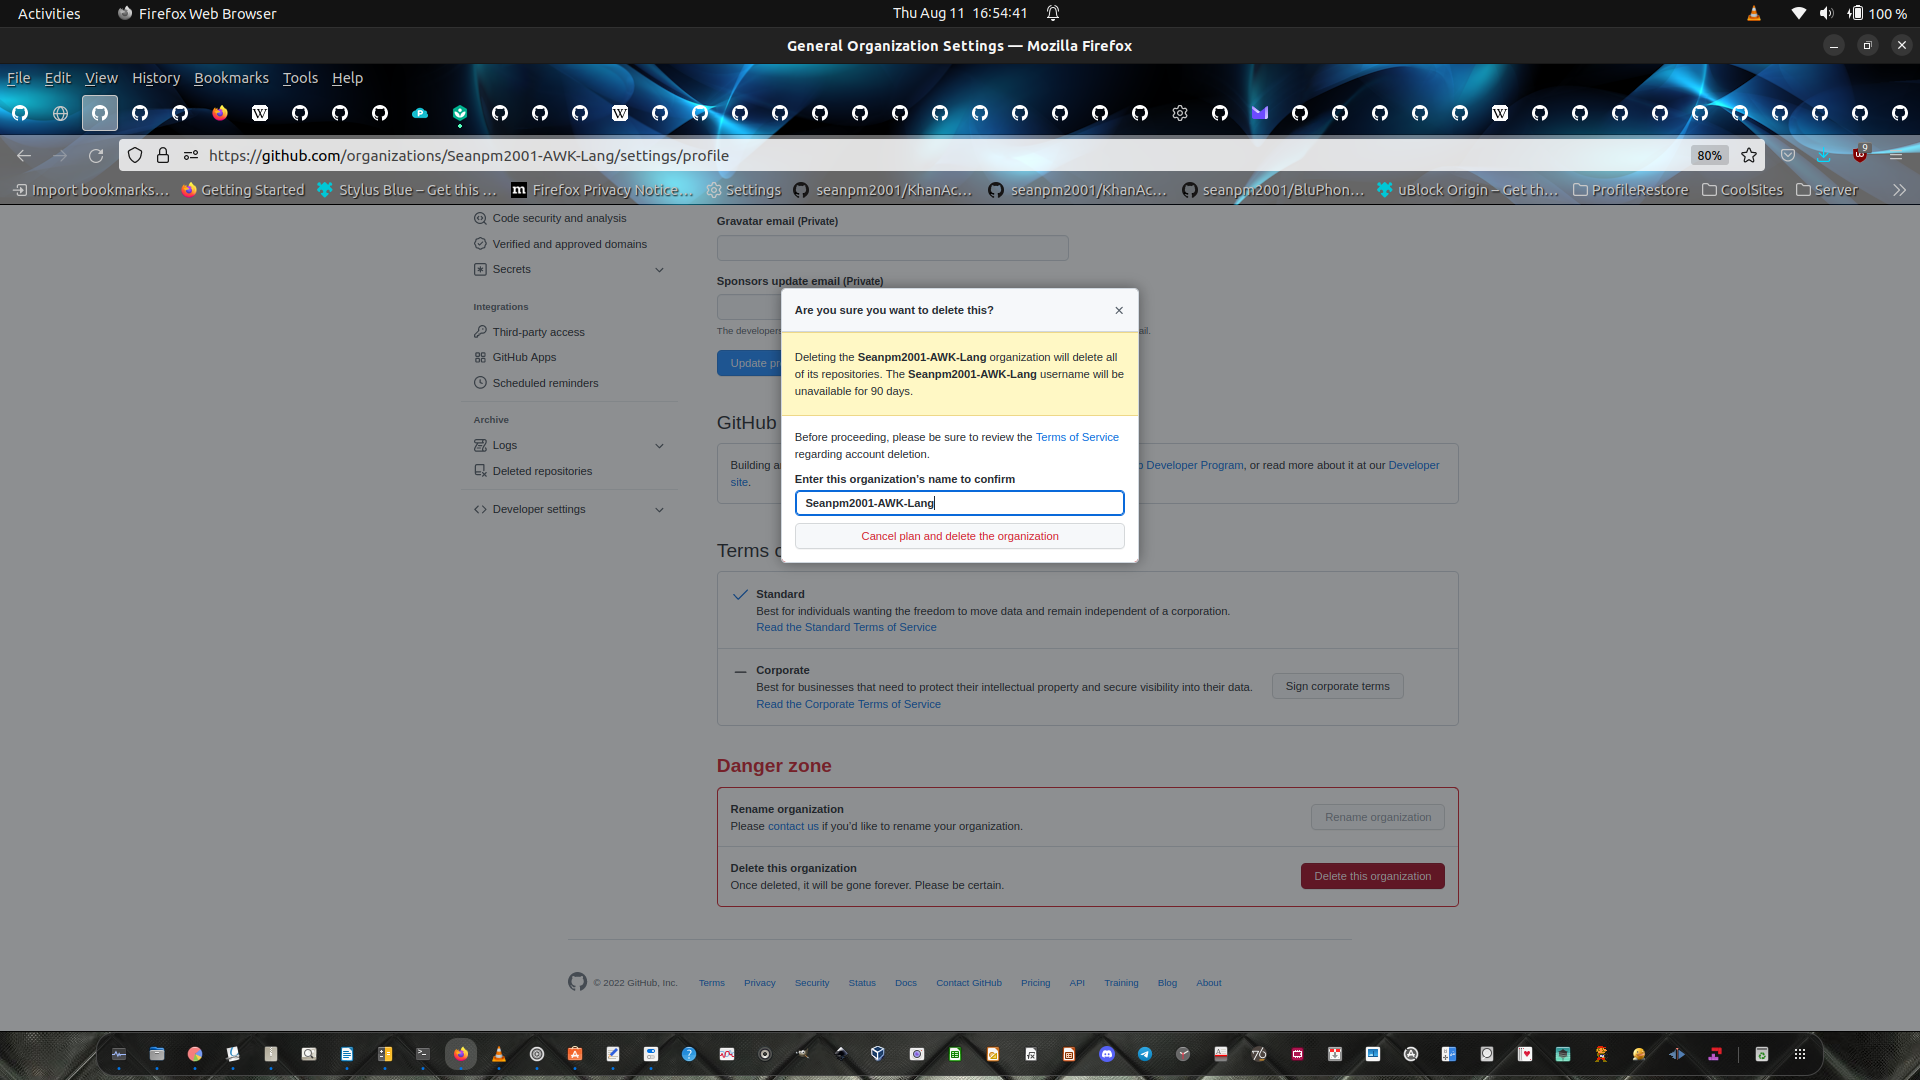 Activities
Firefox Web Browser
Thu Aug 11 16:54:41
100 %
General Organization Settings — Mozilla Firefox
File Edit View History Bookmarks Tools Help
https://github.com/organizations/Seanpm2001-AWK-Lang/settings/profile
80%
9
Import bookmarks…
Getting Started
Stylus Blue – Get this …
Firefox Privacy Notice…
Settings
seanpm2001/KhanAc…
seanpm2001/KhanAc…
seanpm2001/BluPhon…
uBlock Origin – Get th…
ProfileRestore
CoolSites
Server
Code security and analysis
Verified and approved domains
Secrets
Integrations
Third-party access
GitHub Apps
Scheduled reminders
Archive
Logs
Deleted repositories
Developer settings
Gravatar email (Private)
Sponsors update email (Private)
The developer
ail.
Update pr
GitHub
Building a
Developer Program, or read more about it at our Developer
site.
Are you sure you want to delete this?
Deleting the Seanpm2001-AWK-Lang organization will delete all
of its repositories. The Seanpm2001-AWK-Lang username will be
unavailable for 90 days.
Before proceeding, please be sure to review the Terms of Service
regarding account deletion.
Enter this organization's name to confirm
Seanpm2001-AWK-Lang
Cancel plan and delete the organization
Terms o
Standard
Best for individuals wanting the freedom to move data and remain independent of a corporation.
Read the Standard Terms of Service
Corporate
Best for businesses that need to protect their intellectual property and secure visibility into their data.
Read the Corporate Terms of Service
Sign corporate terms
Danger zone
Rename organization
Please contact us if you'd like to rename your organization.
Rename organization
Delete this organization
Once deleted, it will be gone forever. Please be certain.
Delete this organization
© 2022 GitHub, Inc.
Terms
Privacy
Security
Status
Docs
Contact GitHub
Pricing
API
Training
Blog
About